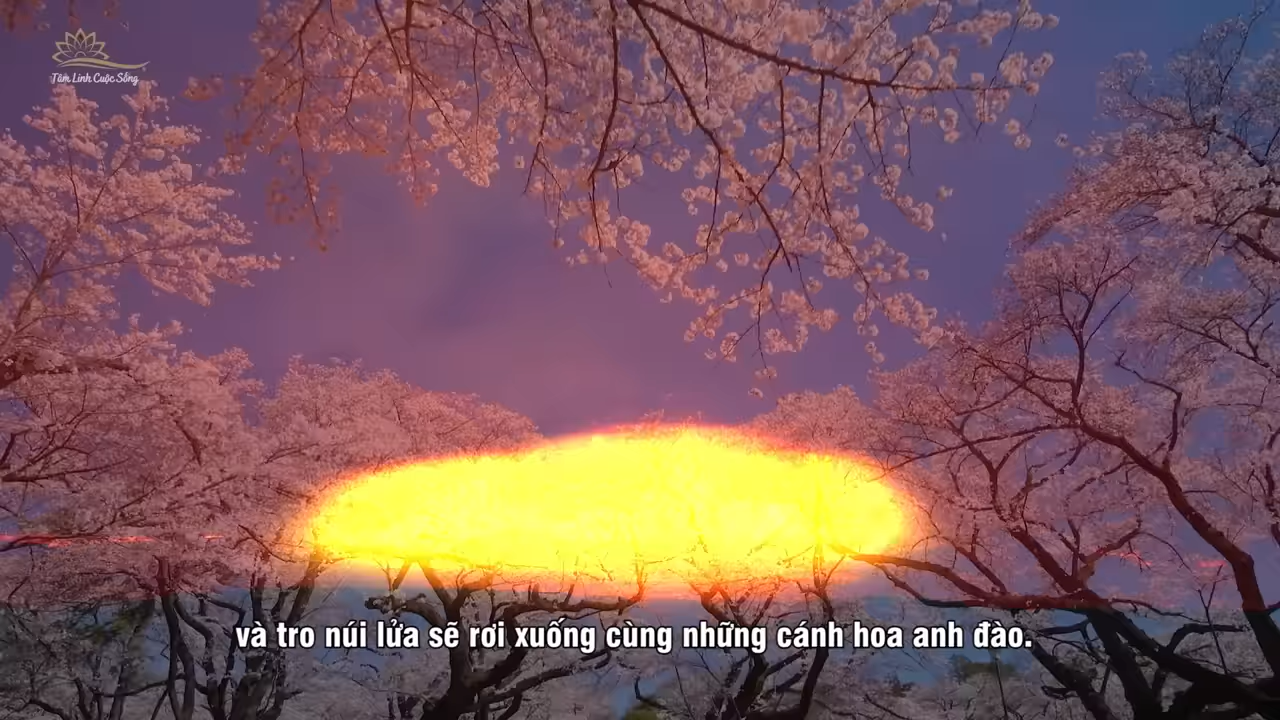 Tâm Linh Cuộc Sống
và tro núi lửa sẽ rơi xuống cùng những cánh hoa anh đào.